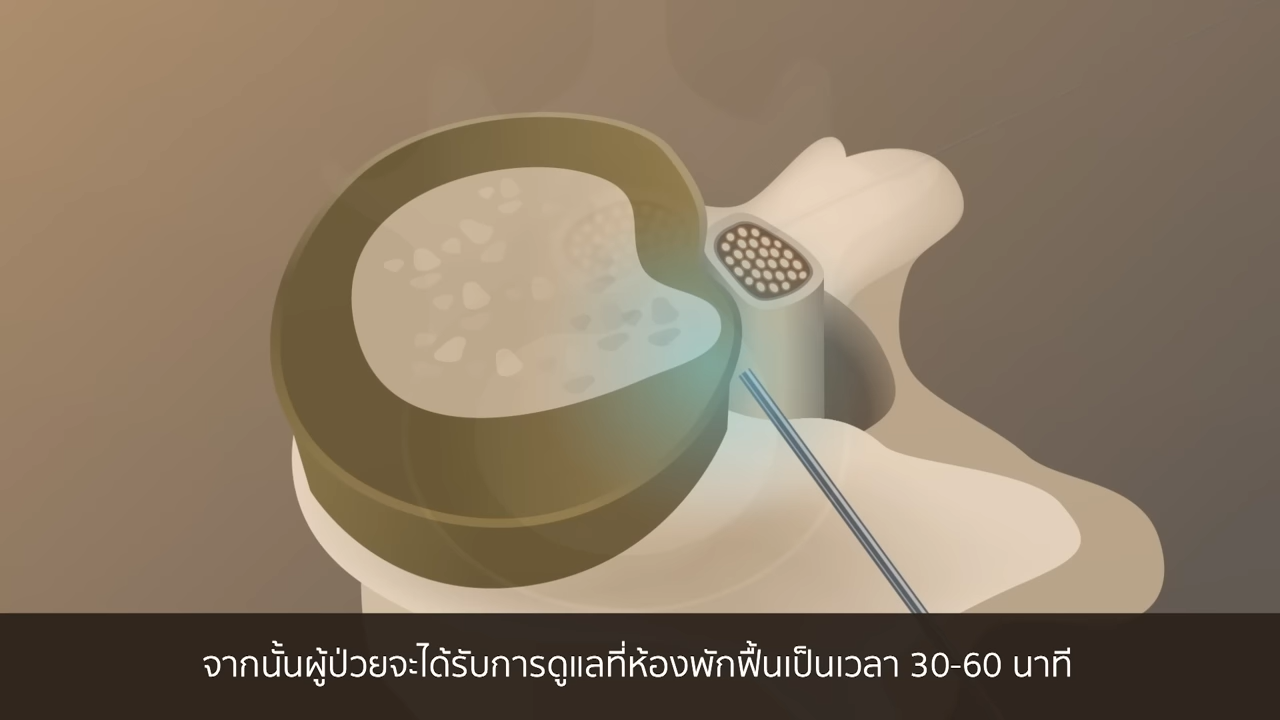 จากนั้นผู้ป่วยจะได้รับการดูแลที่ห้องพักฟื้นเป็นเวลา 30-60 นาที